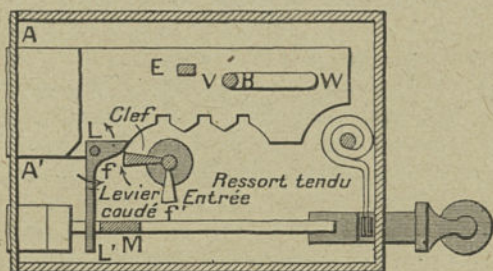 A
E
V B W
Clef
L
A'
f
Levier
coudé
f'
Entrée
Ressort tendu
L'
M